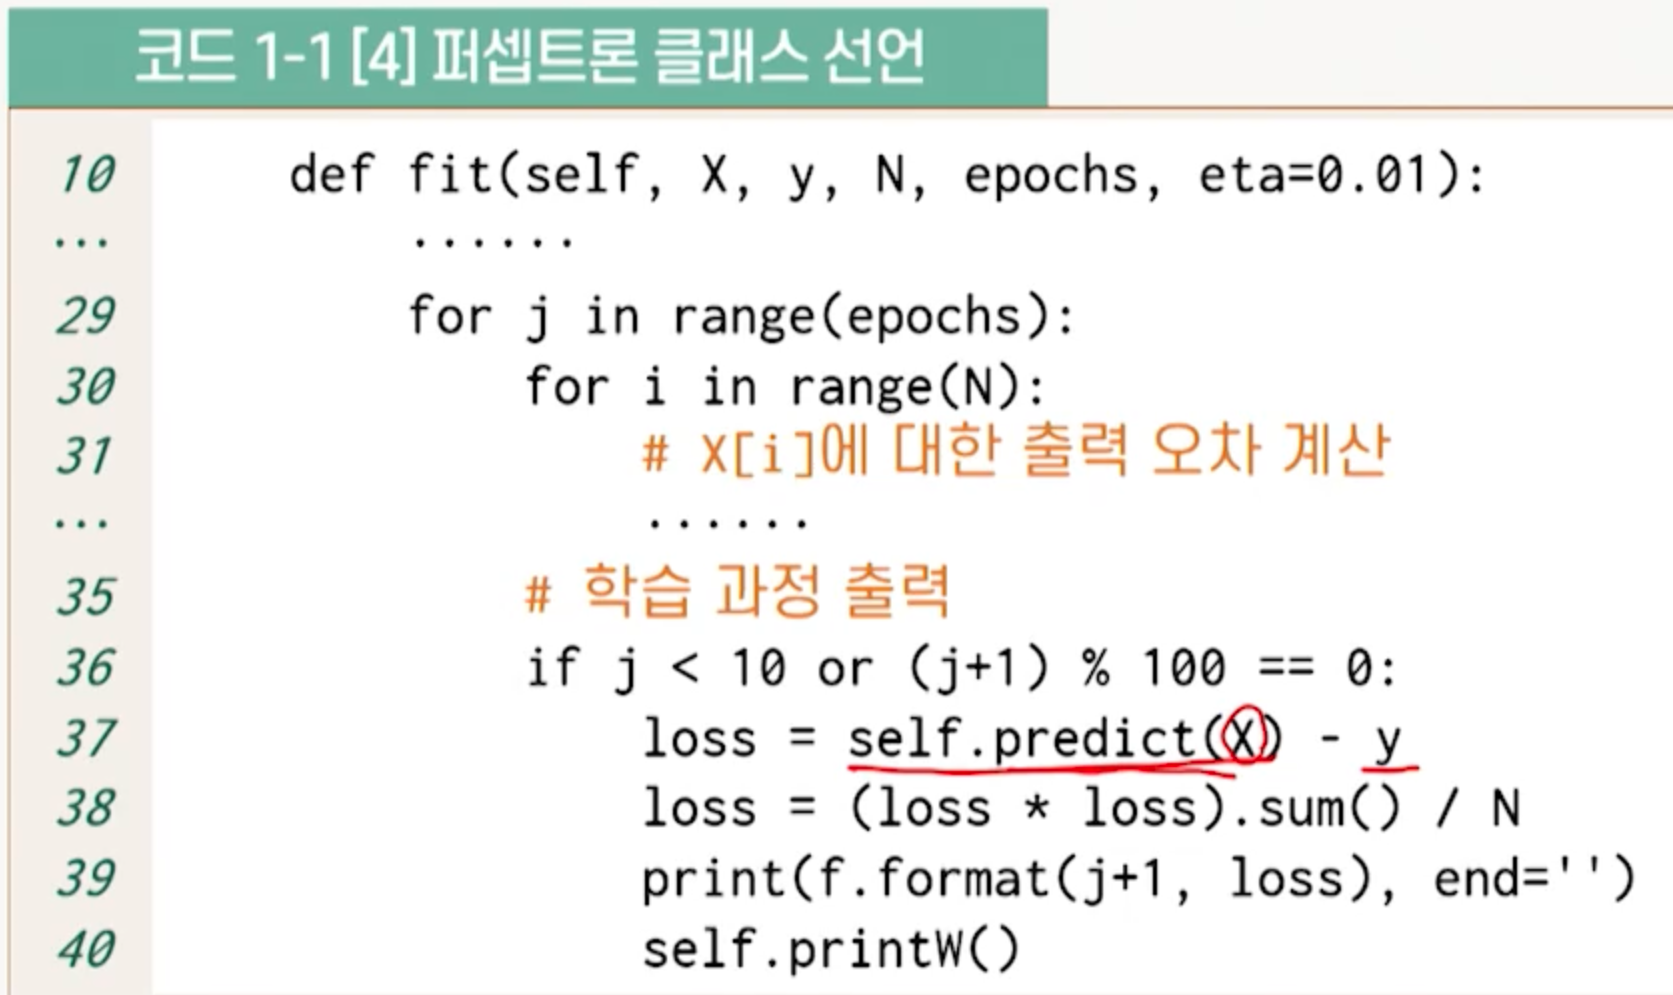 코드 1-1 [4] 퍼셉트론 클래스 선언
10 def fit(self, X, y, N, epochs, eta=0.01):
... ......
29 for j in range(epochs):
30 for i in range(N):
31 # X[i]에 대한 출력 오차 계산
... ......
35 # 학습 과정 출력
36 if j < 10 or (j+1) % 100 == 0:
37 loss = self.predict(X) - y
38 loss = (loss * loss).sum() / N
39 print(f.format(j+1, loss), end='')
40 self.printW()